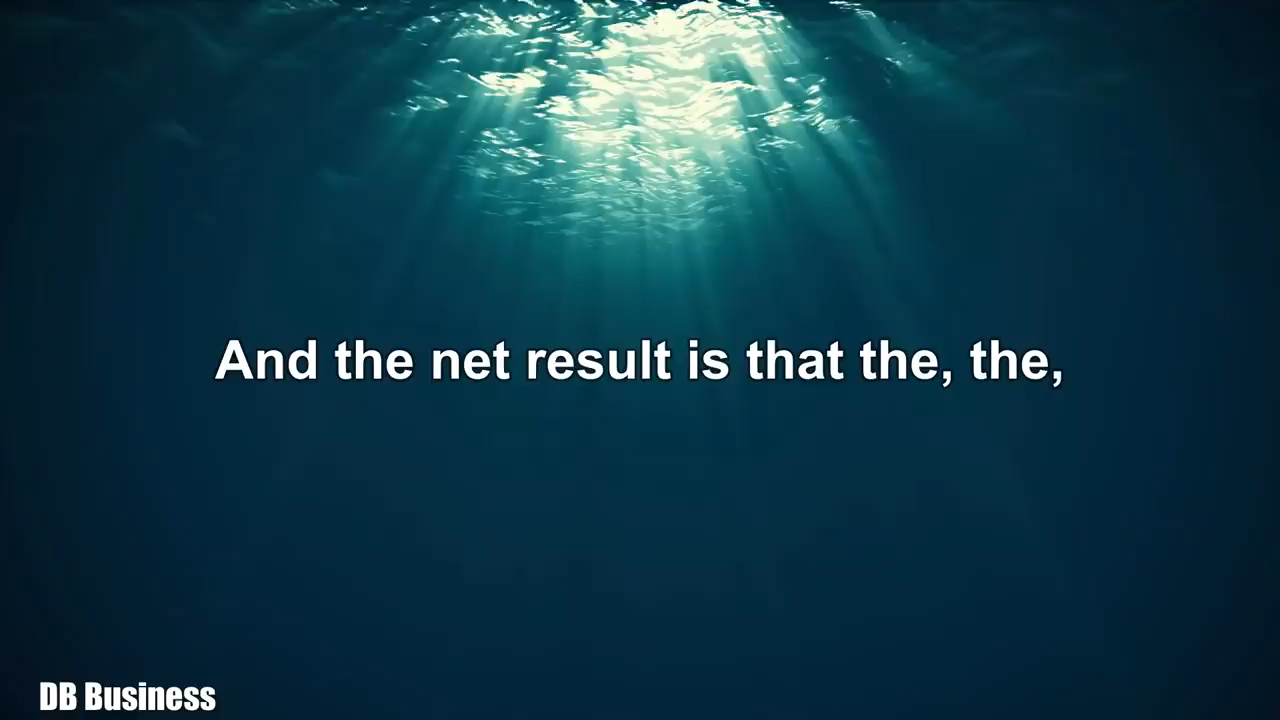 And the net result is that the, the,
DB Business